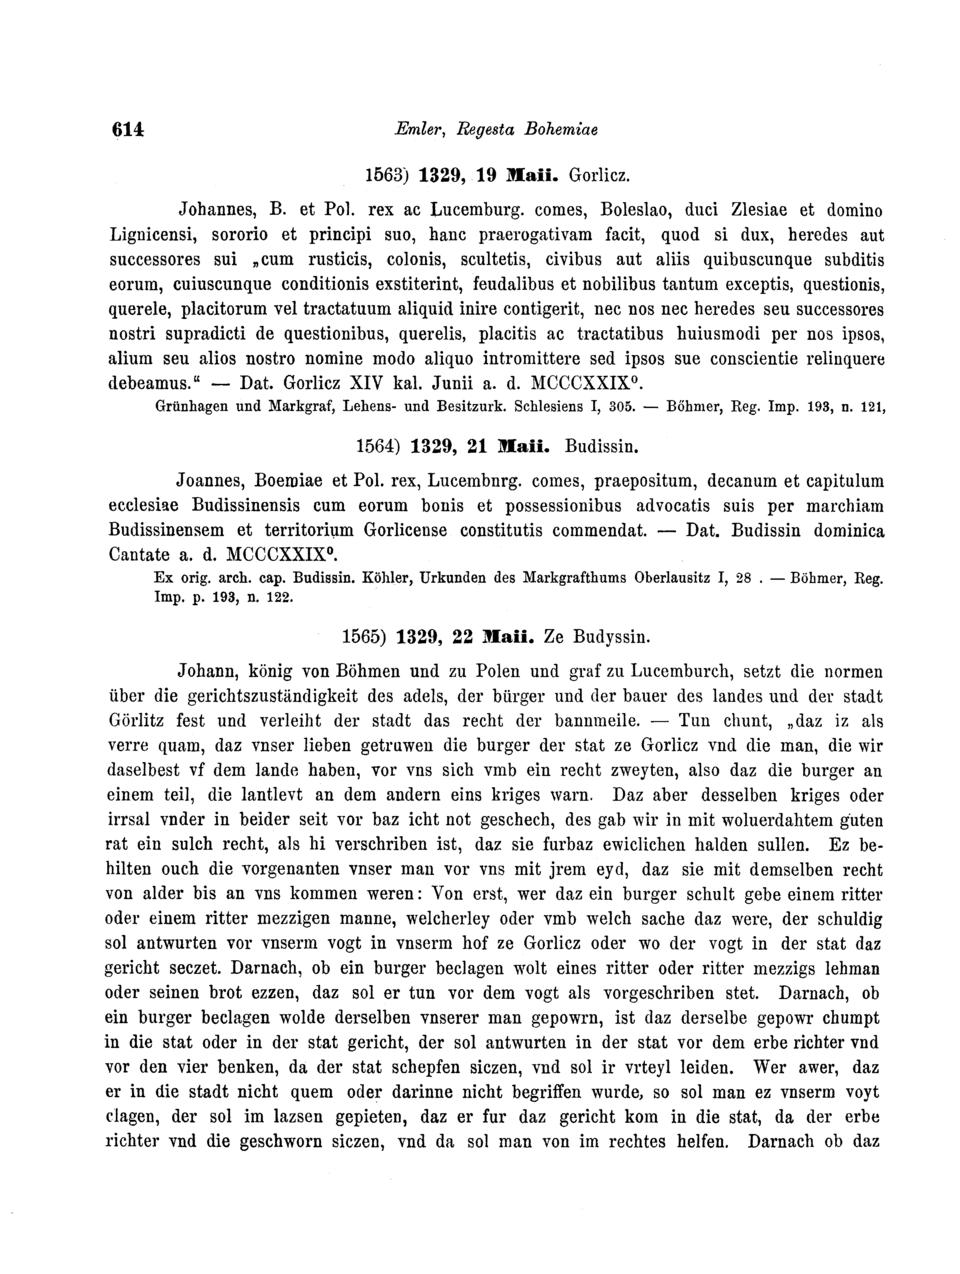 614 Emler, Regesta Bohemiae
1563) 1329, 19 Maii. Gorlicz.
Johannes, B. et Pol. rex ac Lucemburg. comes, Boleslao, duci Zlesiae et domino
Lignicensi, sororio et principi suo, hanc praerogativam facit, quod si dux, heredes aut
successores sui „cum rusticis, colonis, scultetis, civibus aut aliis quibuscunque subditis
eorum, cuiuscunque conditionis exstiterint, feudalibus et nobilibus tantum exceptis, questionis,
querele, placitorum vel tractatuum aliquid inire contigerit, nec nos nec heredes seu successores
nostri supradicti de questionibus, querelis, placitis ac tractatibus huiusmodi per nos ipsos,
alium seu alios nostro nomine modo aliquo intromittere sed ipsos sue conscientie relinquere
debeamus.“ — Dat. Gorlicz XIV kal. Junii a. d. MCCCXXIX⁰.
Grünhagen und Markgraf, Lehens- und Besitzurk. Schlesiens I, 305. — Böhmer, Reg. Imp. 193, n. 121,
1564) 1329, 21 Maii. Budissin.
Joannes, Boemiae et Pol. rex, Lucembnrg. comes, praepositum, decanum et capitulum
ecclesiae Budissinensis cum eorum bonis et possessionibus advocatis suis per marchiam
Budissinensem et territorium Gorlicense constitutis commendat. — Dat. Budissin dominica
Cantate a. d. MCCCXXIX⁰.
Ex orig. arch. cap. Budissin. Köhler, Urkunden des Markgrafthums Oberlausitz I, 28 . — Böhmer, Reg.
Imp. p. 193, n. 122.
1565) 1329, 22 Maii. Ze Budyssin.
Johann, könig von Böhmen und zu Polen und graf zu Lucemburch, setzt die normen
über die gerichtszuständigkeit des adels, der bürger und der bauer des landes und der stadt
Görlitz fest und verleiht der stadt das recht der bannmeile. — Tun chunt, „daz iz als
verre quam, daz vnser lieben getruwen die burger der stat ze Gorlicz vnd die man, die wir
daselbest vf dem lande haben, vor vns sich vmb ein recht zweyten, also daz die burger an
einem teil, die lantlevt an dem andern eins kriges warn. Daz aber desselben kriges oder
irrsal vnder in beider seit vor baz icht not geschech, des gab wir in mit woluerdahtem guten
rat ein sulch recht, als hi verschriben ist, daz sie furbaz ewiclichen halden sullen. Ez be-
hilten ouch die vorgenanten vnser man vor vns mit jrem eyd, daz sie mit demselben recht
von alder bis an vns kommen weren: Von erst, wer daz ein burger schult gebe einem ritter
oder einem ritter mezzigen manne, welcherley oder vmb welch sache daz were, der schuldig
sol antwurten vor vnserm vogt in vnserm hof ze Gorlicz oder wo der vogt in der stat daz
gericht seczet. Darnach, ob ein burger beclagen wolt eines ritter oder ritter mezzigs lehman
oder seinen brot ezzen, daz sol er tun vor dem vogt als vorgeschriben stet. Darnach, ob
ein burger beclagen wolde derselben vnserer man gepowrn, ist daz derselbe gepowr chumpt
in die stat oder in der stat gericht, der sol antwurten in der stat vor dem erbe richter vnd
vor den vier benken, da der stat schepfen siczen, vnd sol ir vrteyl leiden. Wer awer, daz
er in die stadt nicht quem oder darinne nicht begriffen wurde, so sol man ez vnserm voyt
clagen, der sol im lazsen gepieten, daz er fur daz gericht kom in die stat, da der erbe
richter vnd die geschworn siczen, vnd da sol man von im rechtes helfen. Darnach ob daz